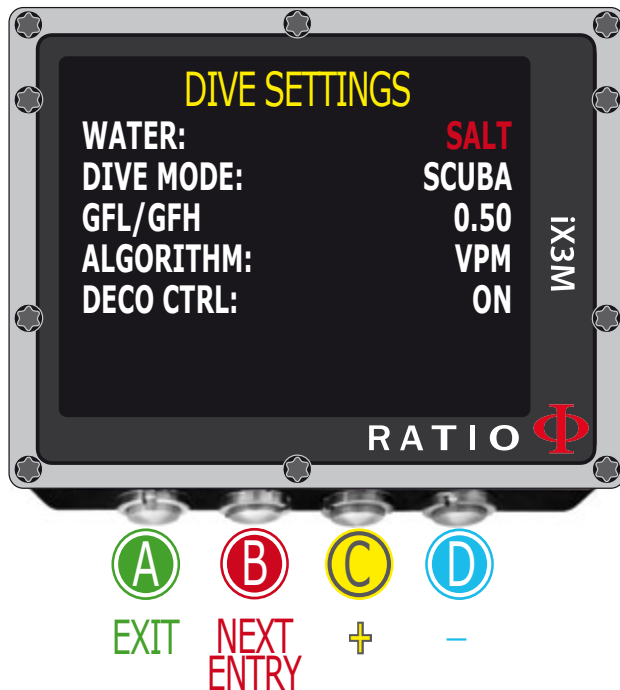 DIVE SETTINGS
WATER: SALT
DIVE MODE: SCUBA
GFL/GFH 0.50
ALGORITHM: VPM
DECO CTRL: ON
iX3M
RATIO Φ
A B C D
EXIT NEXT ENTRY + −